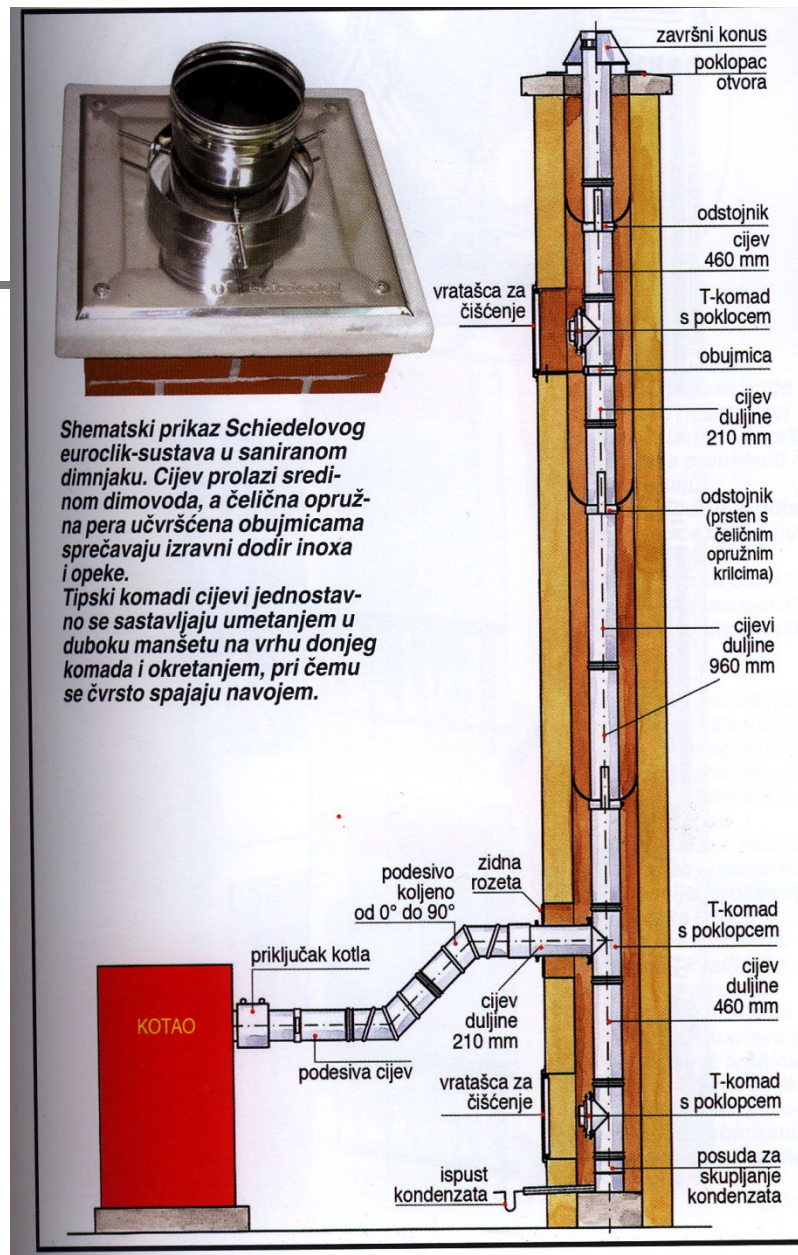 završni konus
poklopac
otvora
odstojnik
cijev
460 mm
vratašca za
čišćenje
T-komad
s poklocem
obujmica
cijev
duljine
210 mm
Shematski prikaz Schiedelovog
euroclik-sustava u saniranom
dimnjaku. Cijev prolazi sredi-
nom dimovoda, a čelična opruž-
na pera učvršćena obujmicama
sprečavaju izravni dodir inoxa
i opeke.
Tipski komadi cijevi jednostav-
no se sastavljaju umetanjem u
duboku manšetu na vrhu donjeg
komada i okretanjem, pri čemu
se čvrsto spajaju navojem.
odstojnik
(prsten s
čeličnim
opružnim
krilcima)
cijevi
duljine
960 mm
podesivo
koljeno
od 0° do 90°
zidna
rozeta
T-komad
s poklopcem
priključak kotla
cijev
duljine
210 mm
cijev
duljine
460 mm
KOTAO
podesiva cijev
vratašca za
čišćenje
T-komad
s poklopcem
ispust
kondenzata
posuda za
skupljanje
kondenzata